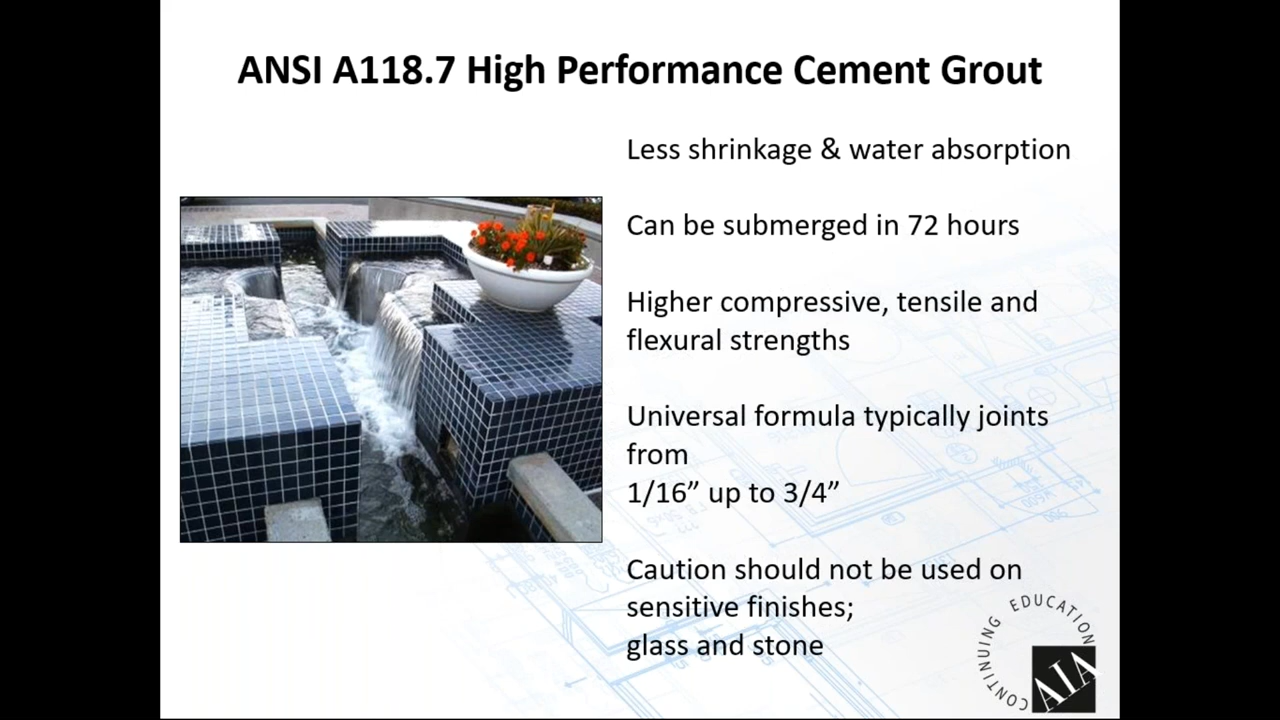 ANSI A118.7 High Performance Cement Grout
Less shrinkage & water absorption
Can be submerged in 72 hours
Higher compressive, tensile and
flexural strengths
Universal formula typically joints
from
1/16” up to 3/4”
Caution should not be used on
sensitive finishes;
glass and stone
CONTINUING EDUCATION
AIA